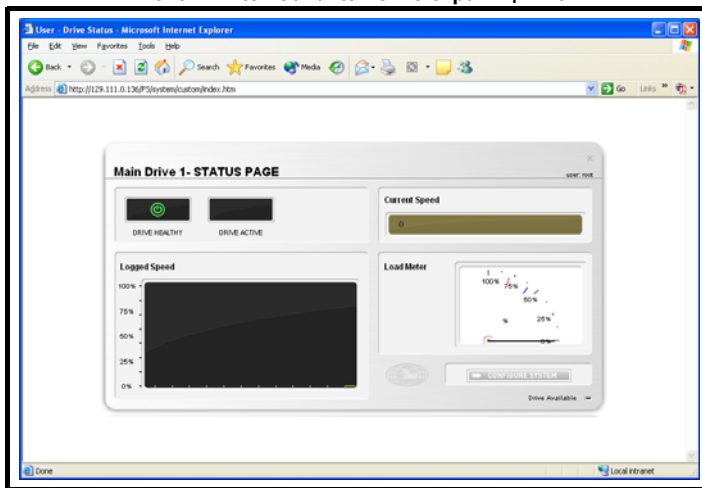 User - Drive Status - Microsoft Internet Explorer
File Edit View Favorites Tools Help
Back Search Favorites Media
Address http://129.111.0.136/FS/system/custom/index.htm Go Links »
Main Drive 1- STATUS PAGE
user: root
DRIVE HEALTHY DRIVE ACTIVE
Current Speed
0
Logged Speed
100%
75%
50%
25%
0%
Load Meter
100% 75%
50%
% 25%
0%
CONFIGURE SYSTEM
Drive Available
Done Local intranet